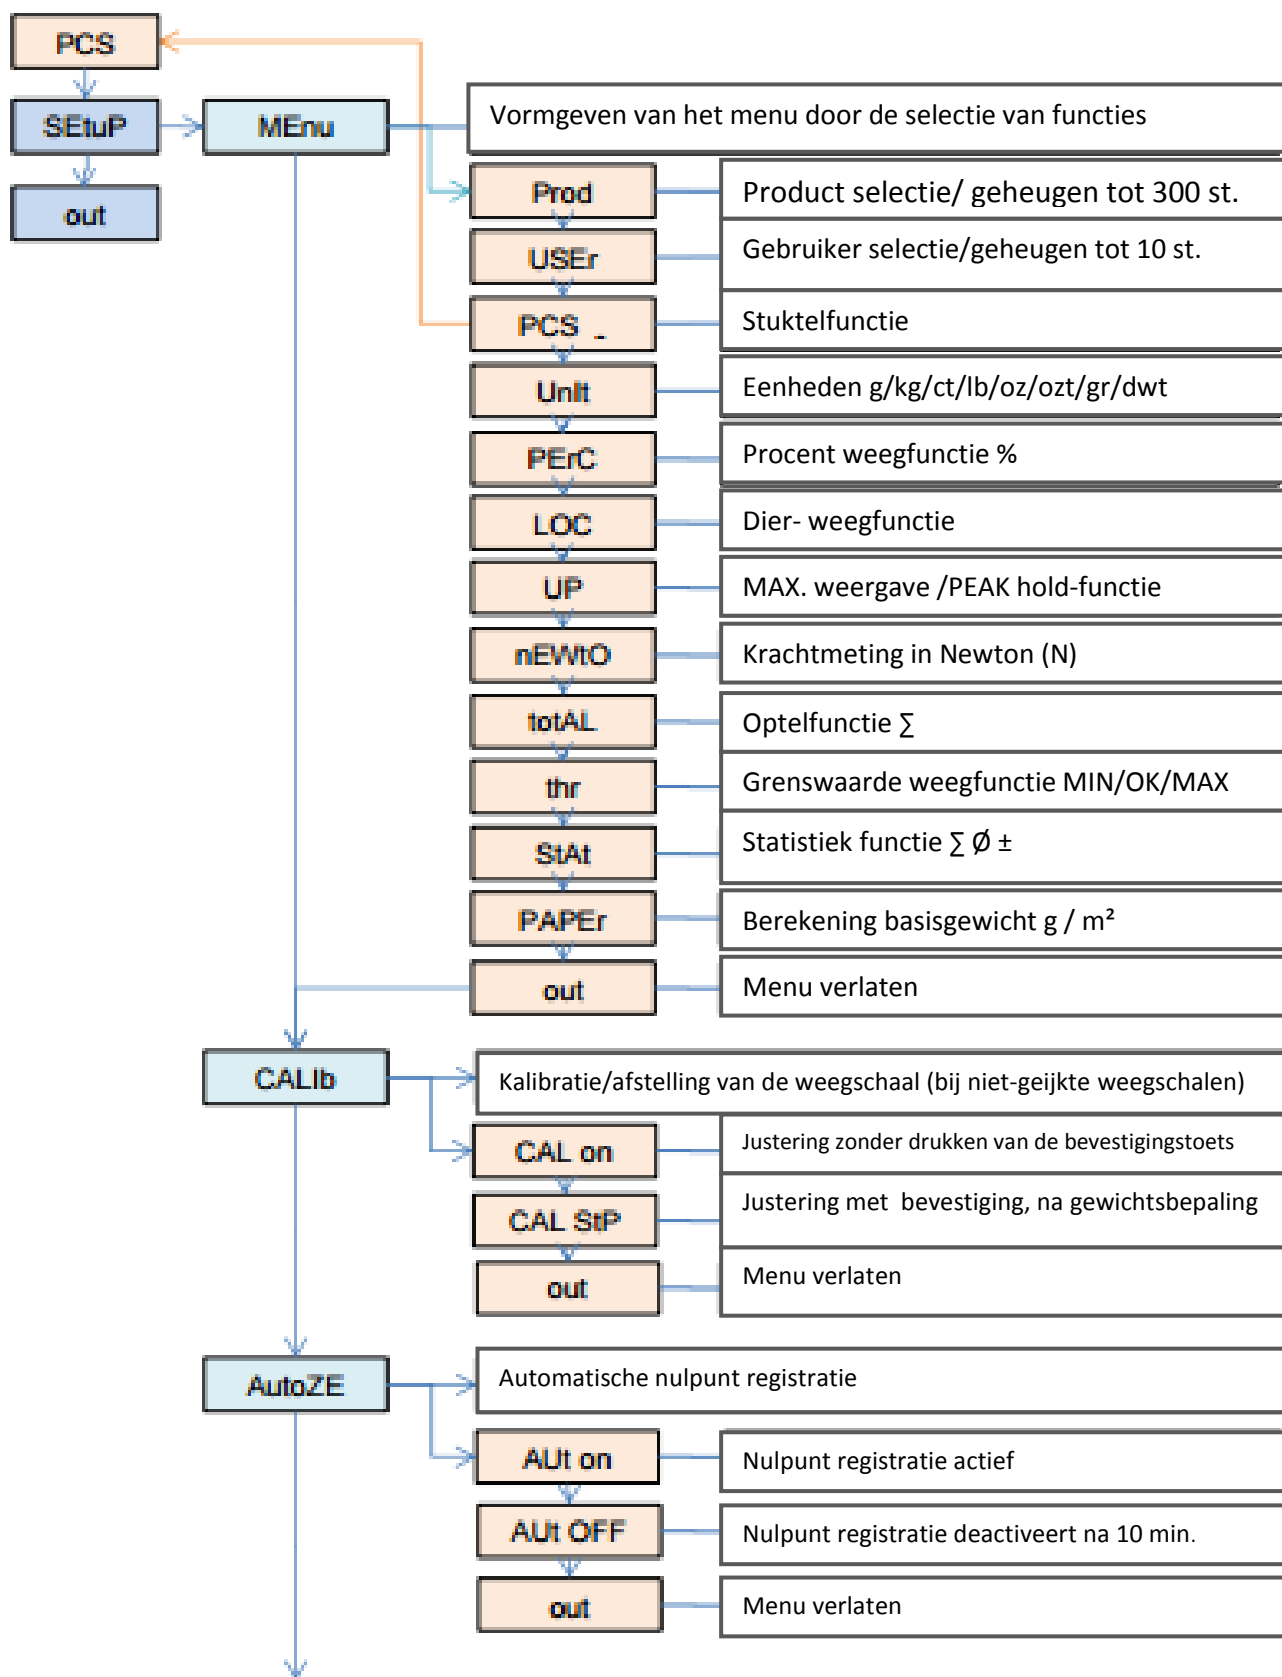 PCS
SEtuP
MEnu
Vormgeven van het menu door de selectie van functies
out
Prod
Product selectie/ geheugen tot 300 st.
USEr
Gebruiker selectie/geheugen tot 10 st.
PCS _
Stuktelfunctie
UnIt
Eenheden g/kg/ct/lb/oz/ozt/gr/dwt
PErC
Procent weegfunctie %
LOC
Dier- weegfunctie
UP
MAX. weergave /PEAK hold-functie
nEWtO
Krachtmeting in Newton (N)
totAL
Optelfunctie ∑
thr
Grenswaarde weegfunctie MIN/OK/MAX
StAt
Statistiek functie ∑ Ø ±
PAPEr
Berekening basisgewicht g / m²
out
Menu verlaten
CALIb
Kalibratie/afstelling van de weegschaal (bij niet-geijkte weegschalen)
CAL on
Justering zonder drukken van de bevestigingstoets
CAL StP
Justering met  bevestiging, na gewichtsbepaling
out
Menu verlaten
AutoZE
Automatische nulpunt registratie
AUt on
Nulpunt registratie actief
AUt OFF
Nulpunt registratie deactiveert na 10 min.
out
Menu verlaten